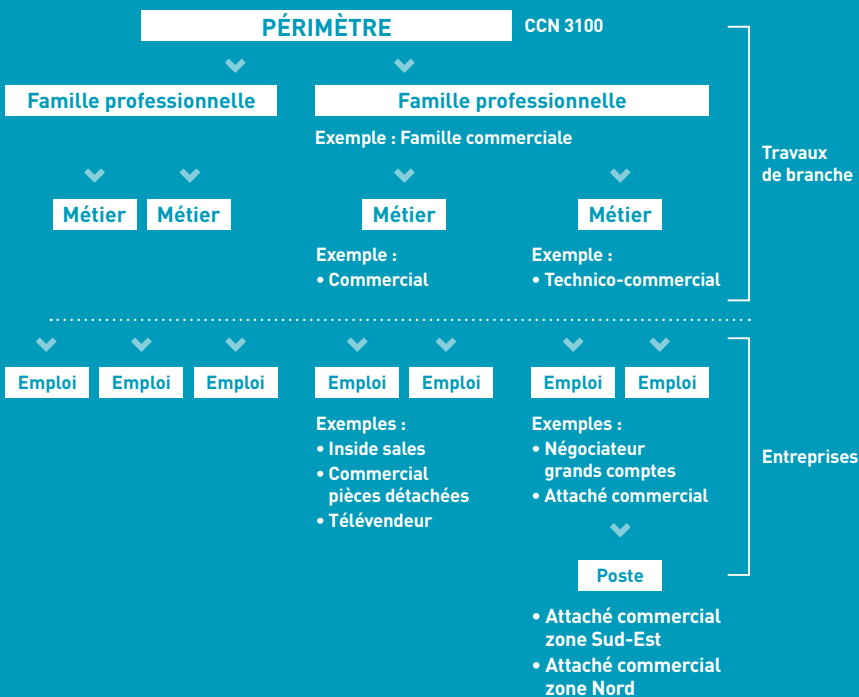 PÉRIMÈTRE
CCN 3100
Famille professionnelle
Famille professionnelle
Exemple : Famille commerciale
Travaux
de branche
Métier
Métier
Métier
Métier
Exemple :
• Commercial
Exemple :
• Technico-commercial
Emploi
Emploi
Emploi
Emploi
Emploi
Emploi
Emploi
Exemples :
• Inside sales
• Commercial
pièces détachées
• Télévendeur
Exemples :
• Négociateur
grands comptes
• Attaché commercial
Entreprises
Poste
• Attaché commercial
zone Sud-Est
• Attaché commercial
zone Nord